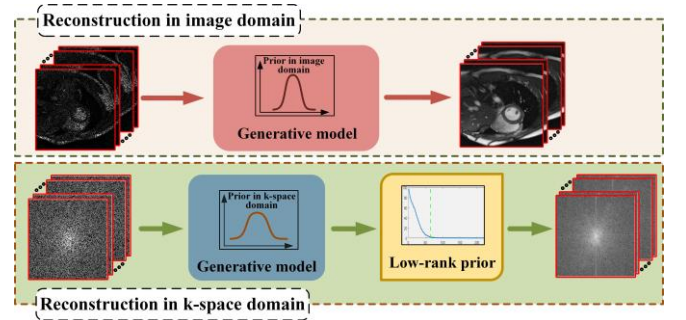 Reconstruction in image domain
Prior in image
domain
Generative model
Prior in k-space
domain
Generative model
Low-rank prior
Reconstruction in k-space domain